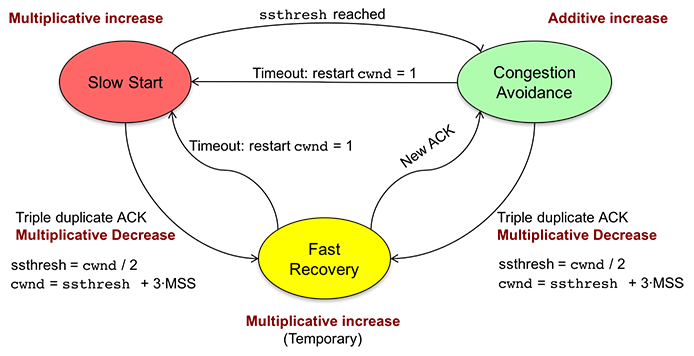 Multiplicative increase
ssthresh reached
Additive increase
Slow Start
Timeout: restart cwnd = 1
Congestion
Avoidance
Timeout: restart cwnd = 1
New ACK
Triple duplicate ACK
Multiplicative Decrease
ssthresh = cwnd / 2
cwnd = ssthresh + 3·MSS
Fast
Recovery
Triple duplicate ACK
Multiplicative Decrease
ssthresh = cwnd / 2
cwnd = ssthresh + 3·MSS
Multiplicative increase
(Temporary)